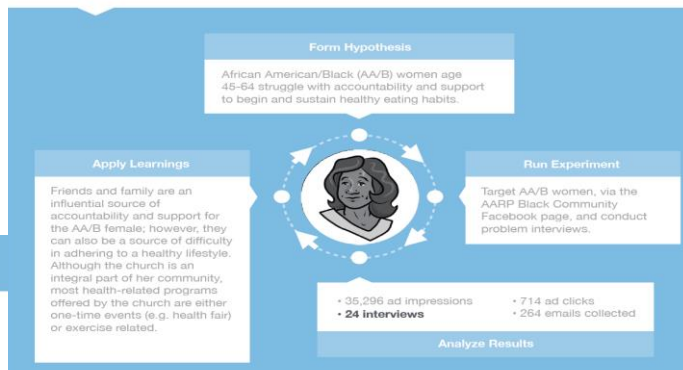 Form Hypothesis
African American/Black (AA/B) women age
45-64 struggle with accountability and support
to begin and sustain healthy eating habits.
Run Experiment
Target AA/B women, via the
AARP Black Community
Facebook page, and conduct
problem interviews.
• 35,296 ad impressions
• 24 interviews
• 714 ad clicks
• 264 emails collected
Analyze Results
Apply Learnings
Friends and family are an
influential source of
accountability and support for
the AA/B female; however, they
can also be a source of difficulty
in adhering to a healthy lifestyle.
Although the church is an
integral part of her community,
most health-related programs
offered by the church are either
one-time events (e.g. health fair)
or exercise related.